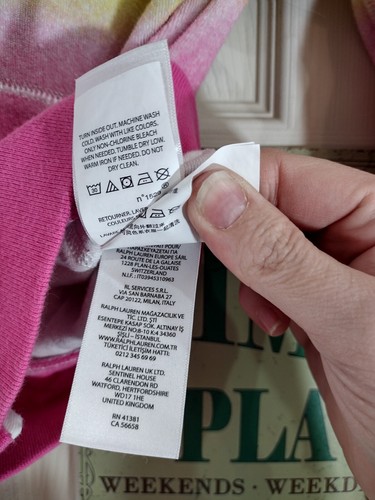 TURN INSIDE OUT. MACHINE WASH
COLD. WASH WITH LIKE COLORS.
ONLY NON-CHLORINE BLEACH
WHEN NEEDED. TUMBLE DRY LOW.
WARM IRON IF NEEDED. DO NOT
DRY CLEAN.
30
RETOURNER
24 ROUTE DE LA GALAISE
1228 PLAN-LES-OUATES
SWITZERLAND
N.I.F.: IT03945310963
RL SERVICES S.R.L.
VIA SAN BARNABA 27
CAP 20122, MILAN, ITALY
RALPH LAUREN MAĞAZACILIK VE
TİC. LTD. ŞTİ
ESENTEPE KASAP SOK. ALTINAY İŞ
MERKEZİ NO:8-10 K:4 34360
ŞİŞLİ – İSTANBUL
WWW.RALPHLAUREN.COM.TR
TÜKETİCİ İLETİŞİM HATTI:
0212 345 69 69
RALPH LAUREN UK LTD.
SENTINEL HOUSE
46 CLARENDON RD
WATFORD, HERTFORDSHIRE
WD17 1HE
UNITED KINGDOM
RN 41381
CA 56658
PLA
WEEKENDS · WEEKD